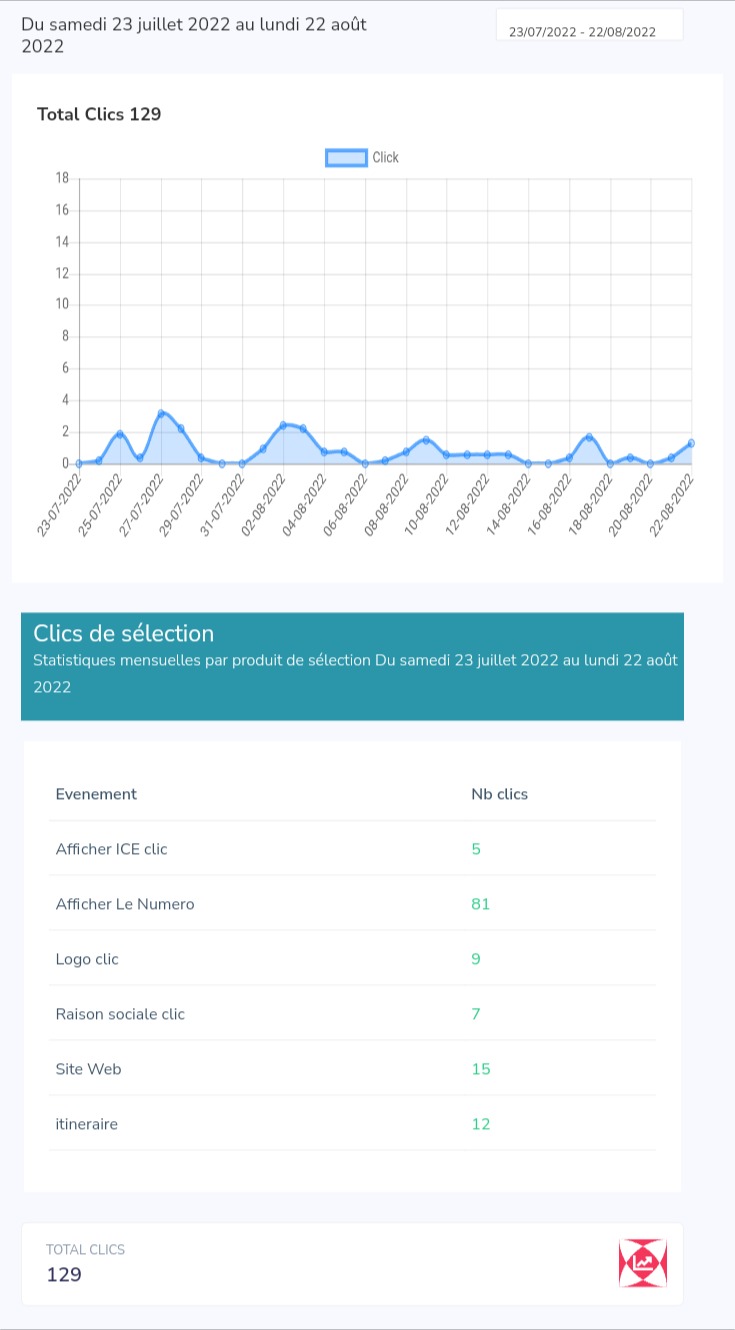 Du samedi 23 juillet 2022 au lundi 22 août
2022
23/07/2022 - 22/08/2022
Total Clics 129
Click
18
16
14
12
10
8
6
4
2
0
23-07-2022
25-07-2022
27-07-2022
29-07-2022
31-07-2022
02-08-2022
04-08-2022
06-08-2022
08-08-2022
10-08-2022
12-08-2022
14-08-2022
16-08-2022
18-08-2022
20-08-2022
22-08-2022
Clics de sélection
Statistiques mensuelles par produit de sélection Du samedi 23 juillet 2022 au lundi 22 août
2022
Evenement Nb clics
Afficher ICE clic 5
Afficher Le Numero 81
Logo clic 9
Raison sociale clic 7
Site Web 15
itineraire 12
TOTAL CLICS
129